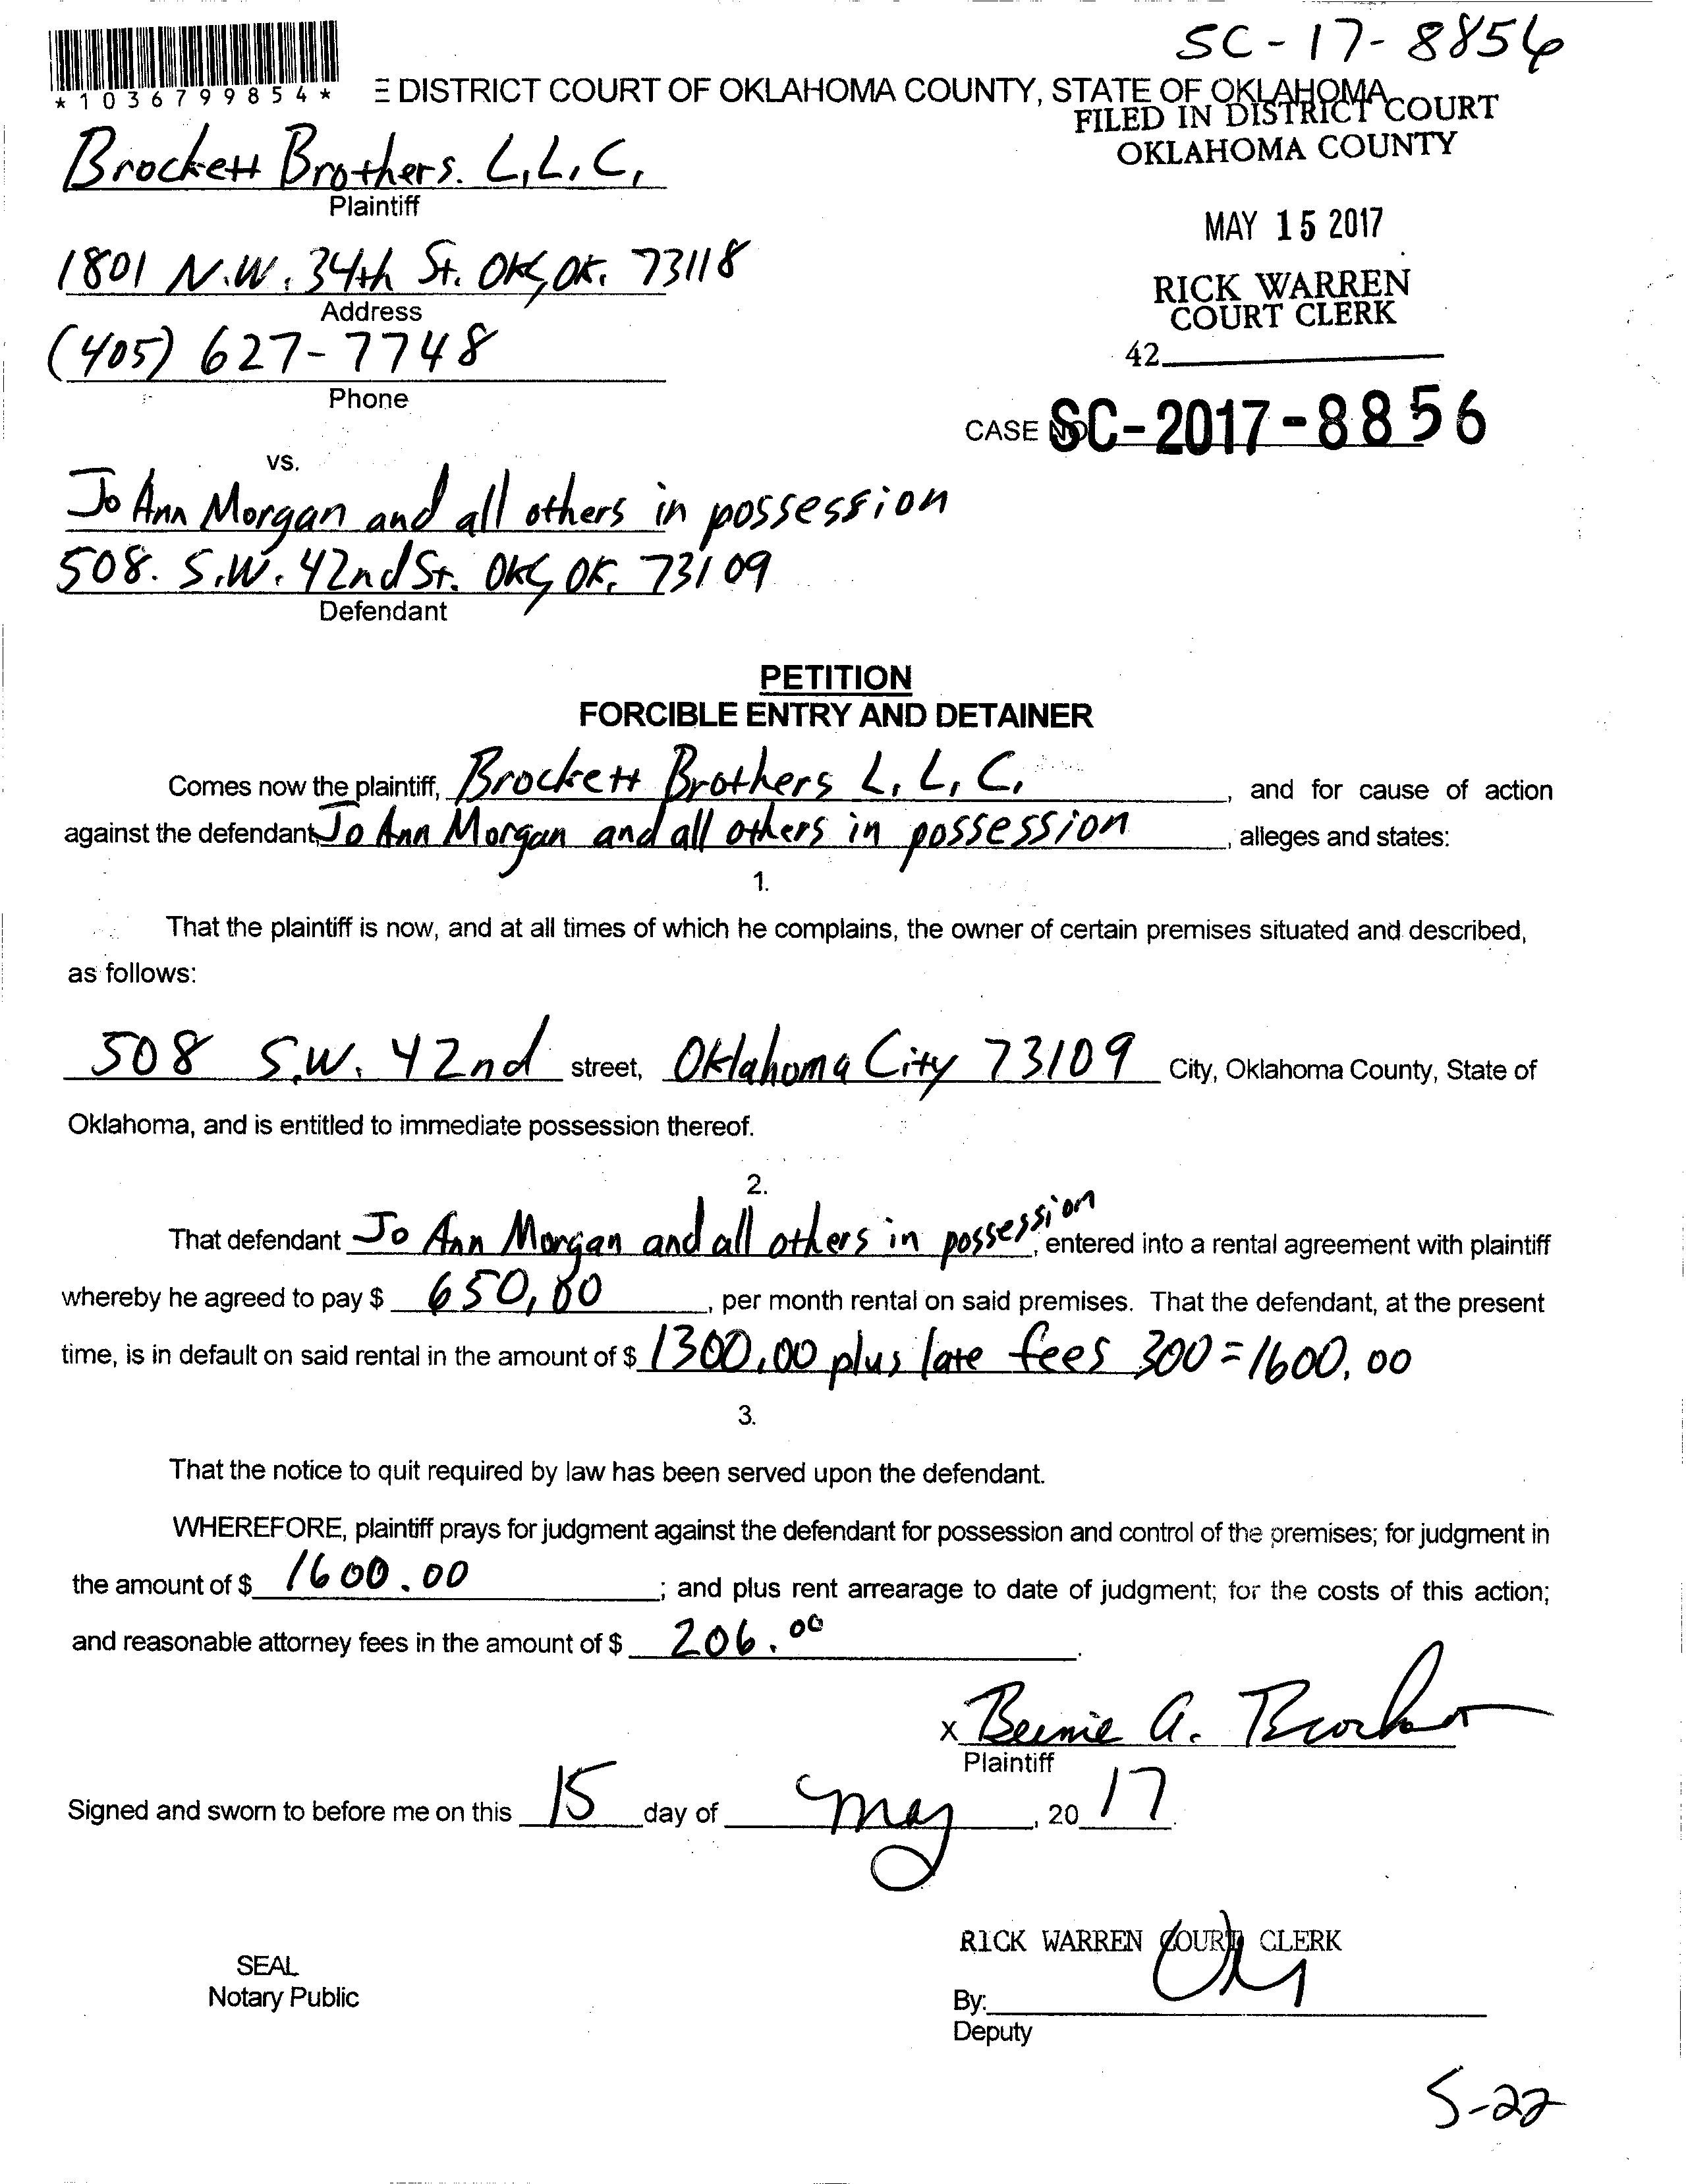 SC-17-8856
*1036799854*
E DISTRICT COURT OF OKLAHOMA COUNTY, STATE OF OKLAHOMA
FILED IN DISTRICT COURT
OKLAHOMA COUNTY
Brockett Brothers. L.L.C.
Plaintiff
MAY 15 2017
1801 N.W. 34th St. OKC, OK. 73118
Address
RICK WARREN
COURT CLERK
(405) 627-7748
Phone
42
CASE NO SC-2017-8856
vs.
Jo Ann Morgan and all others in possession
508. S.W. 42nd St. OKC, OK. 73109
Defendant
PETITION
FORCIBLE ENTRY AND DETAINER
Comes now the plaintiff, Brockett Brothers L.L.C., and for cause of action
against the defendant, Jo Ann Morgan and all others in possession, alleges and states:
1.
That the plaintiff is now, and at all times of which he complains, the owner of certain premises situated and described,
as follows:
508 S.W. 42nd street, Oklahoma City 73109 City, Oklahoma County, State of
Oklahoma, and is entitled to immediate possession thereof.
2.
That defendant Jo Ann Morgan and all others in possession, entered into a rental agreement with plaintiff
whereby he agreed to pay $ 650.00, per month rental on said premises. That the defendant, at the present
time, is in default on said rental in the amount of $ 1300.00 plus late fees 300 = 1600.00
3.
That the notice to quit required by law has been served upon the defendant.
WHEREFORE, plaintiff prays for judgment against the defendant for possession and control of the premises; for judgment in
the amount of $ 1600.00; and plus rent arrearage to date of judgment; for the costs of this action;
and reasonable attorney fees in the amount of $ 206.00.
X Bernie A. Brockett
Plaintiff
Signed and sworn to before me on this 15 day of May, 2017.
RICK WARREN COURT CLERK
SEAL
Notary Public
By:
Deputy
5-22